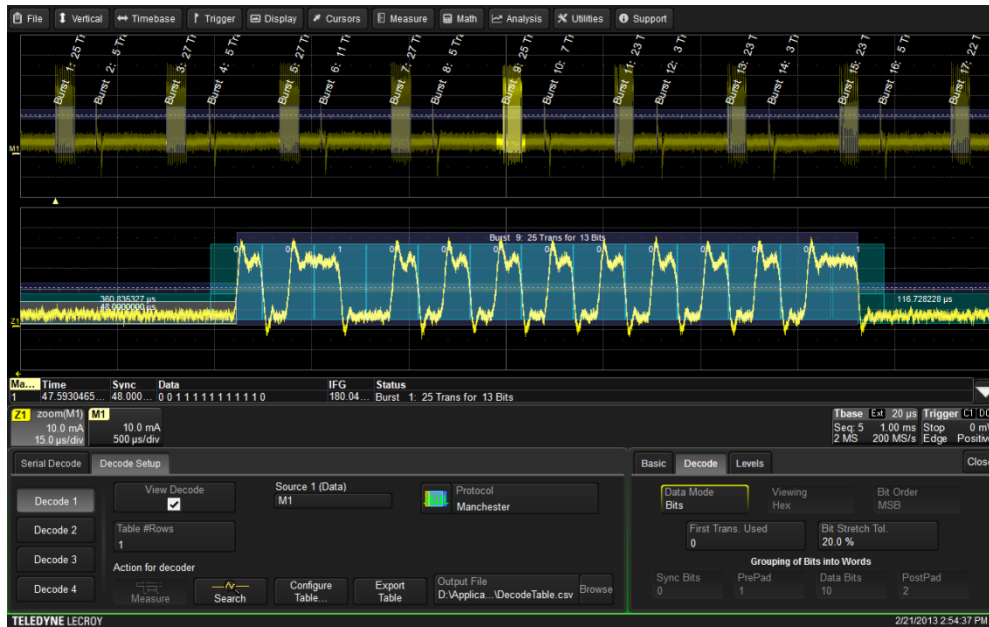 File Vertical Timebase Trigger Display Cursors Measure Math Analysis Utilities Support
Burst 1: 25 Tr
Burst 2: 5 Tra
Burst 3: 27 Tr
Burst 4: 5 Tra
Burst 5: 27 Tr
Burst 6: 11 Tr
Burst 7: 27 Tr
Burst 8: 5 Tra
Burst 9: 25 Tr
Burst 10: 7 Tr
Burst 11: 23 T
Burst 12: 3 Tr
Burst 13: 23 T
Burst 14: 3 Tr
Burst 15: 23 T
Burst 16: 5 Tr
Burst 17: 22 T
M1
Burst 9: 25 Trans for 13 Bits
360.835327 µs
48.0000000 µs
116.728228 µs
Z1
Ma... Time Sync Data IFG Status
1 47.5930465... 48.000... 0 0 1 1 1 1 1 1 1 1 1 1 0 180.04... Burst 1: 25 Trans for 13 Bits
Z1 zoom(M1) M1
10.0 mA 10.0 mA
15.0 µs/div 500 µs/div
Tbase Ext 20 µs Trigger C1 DC
Seq: 5 1.00 ms Stop 0 mV
2 MS 200 MS/s Edge Positive
Serial Decode Decode Setup
Basic Decode Levels Close
Decode 1
Decode 2
Decode 3
Decode 4
View Decode
Source 1 (Data)
M1
Protocol
Manchester
Table #Rows
1
Action for decoder
Measure
Search
Configure Table...
Export Table
Output File
D:\Applica...\DecodeTable.csv
Browse
Data Mode
Bits
Viewing
Hex
Bit Order
MSB
First Trans. Used
0
Bit Stretch Tol.
20.0 %
Grouping of Bits into Words
Sync Bits PrePad Data Bits PostPad
0 1 10 2
TELEDYNE LECROY 2/21/2013 2:54:37 PM